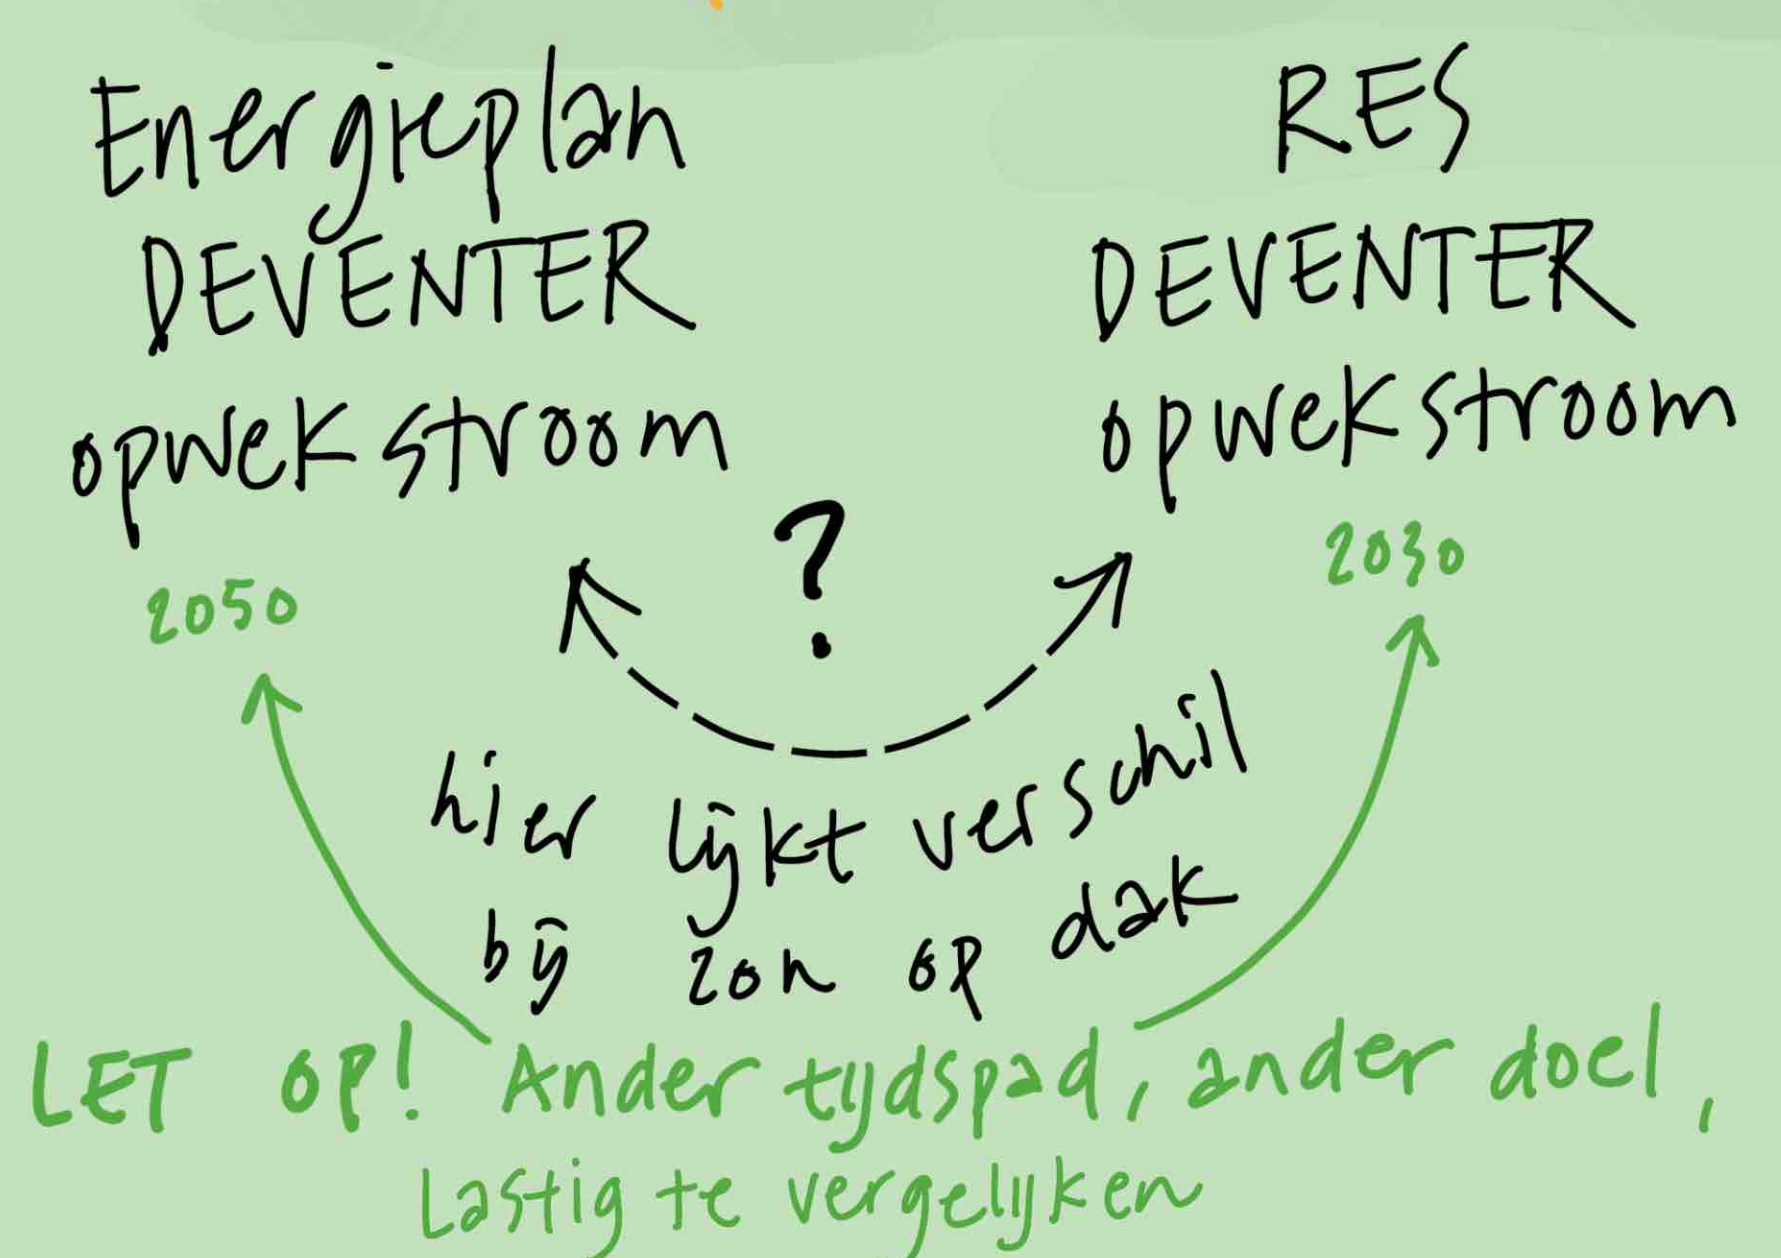 Energieplan
DEVENTER
opwek stroom
2050
RES
DEVENTER
opwek stroom
2030
?
hier lijkt verschil
bij zon op dak
LET OP! Ander tijdspad, ander doel,
Lastig te vergelijken